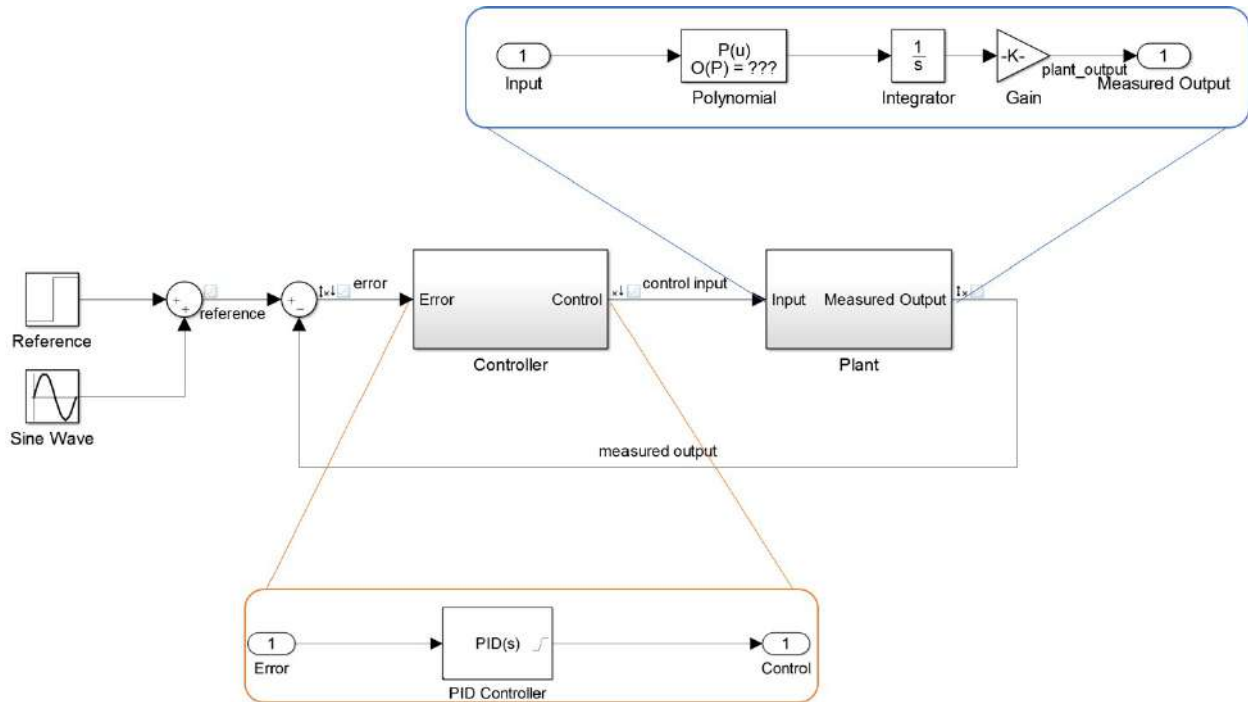 1
Input
P(u)
O(P) = ???
Polynomial
1
s
Integrator
-K-
Gain
plant_output
1
Measured Output
Reference
Sine Wave
+
+
reference
+
−
error
Error
Control
Controller
control input
Input
Measured Output
Plant
measured output
1
Error
PID(s)
PID Controller
1
Control